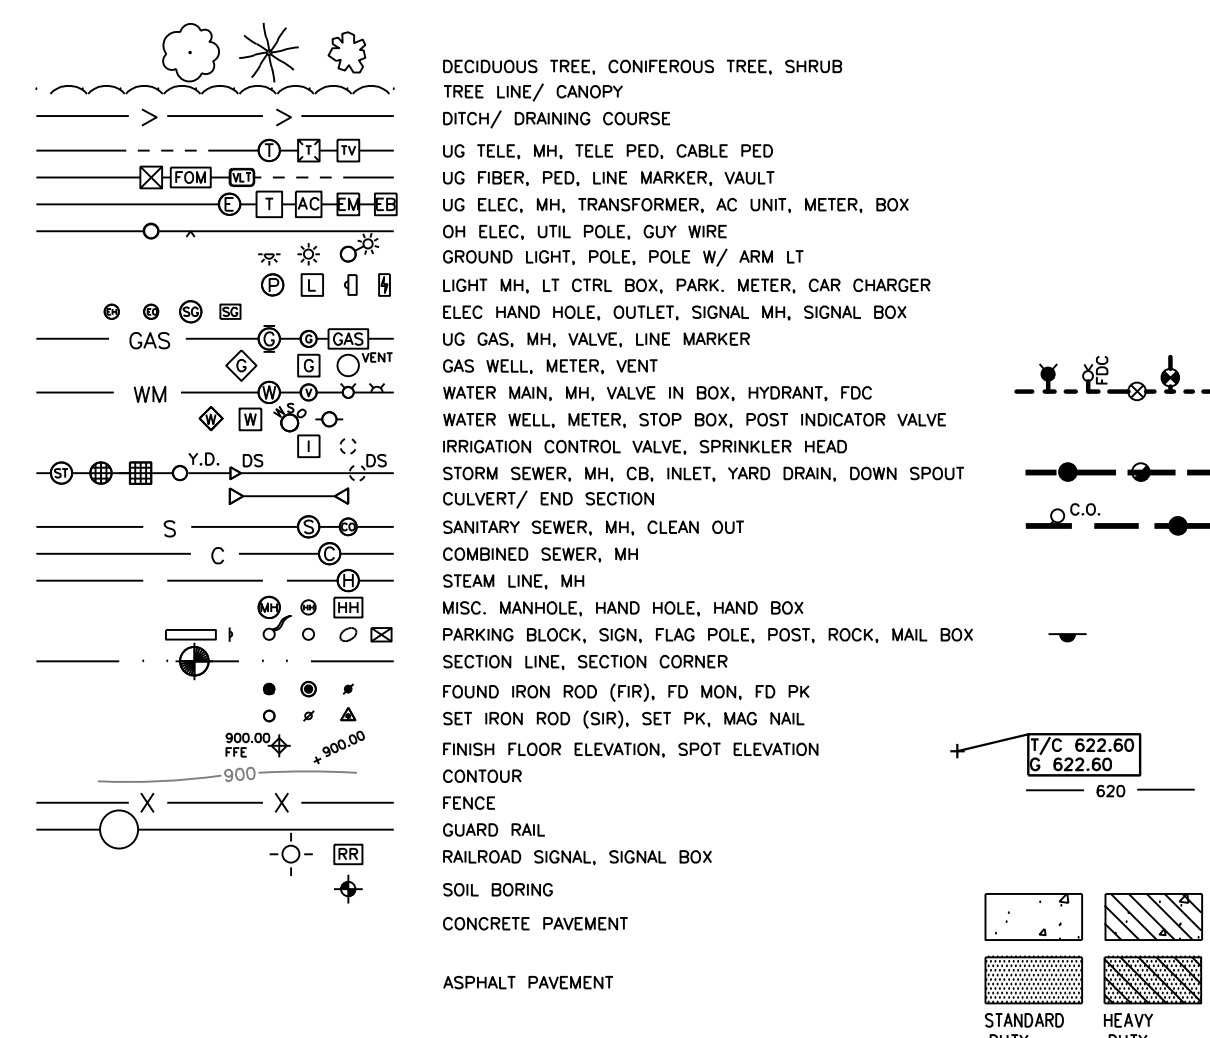 DECIDUOUS TREE, CONIFEROUS TREE, SHRUB
TREE LINE/ CANOPY
> > DITCH/ DRAINING COURSE
T T TV UG TELE, MH, TELE PED, CABLE PED
FOM VLT UG FIBER, PED, LINE MARKER, VAULT
E T AC EM EB UG ELEC, MH, TRANSFORMER, AC UNIT, METER, BOX
OH ELEC, UTIL POLE, GUY WIRE
GROUND LIGHT, POLE, POLE W/ ARM LT
P L LIGHT MH, LT CTRL BOX, PARK. METER, CAR CHARGER
EH EO SG SG ELEC HAND HOLE, OUTLET, SIGNAL MH, SIGNAL BOX
GAS G G GAS UG GAS, MH, VALVE, LINE MARKER
G G VENT GAS WELL, METER, VENT
WM W V WATER MAIN, MH, VALVE IN BOX, HYDRANT, FDC FDC
W W W S O WATER WELL, METER, STOP BOX, POST INDICATOR VALVE
I IRRIGATION CONTROL VALVE, SPRINKLER HEAD
ST Y.D. DS DS STORM SEWER, MH, CB, INLET, YARD DRAIN, DOWN SPOUT
CULVERT/ END SECTION
S S CO SANITARY SEWER, MH, CLEAN OUT C.O.
C C COMBINED SEWER, MH
H STEAM LINE, MH
MH HH HH MISC. MANHOLE, HAND HOLE, HAND BOX
PARKING BLOCK, SIGN, FLAG POLE, POST, ROCK, MAIL BOX
SECTION LINE, SECTION CORNER
FOUND IRON ROD (FIR), FD MON, FD PK
SET IRON ROD (SIR), SET PK, MAG NAIL
900.00 +900.00 FINISH FLOOR ELEVATION, SPOT ELEVATION T/C 622.60
FFE G 622.60
900 CONTOUR
620
X X FENCE
GUARD RAIL
RR RAILROAD SIGNAL, SIGNAL BOX
SOIL BORING
CONCRETE PAVEMENT
ASPHALT PAVEMENT
STANDARD HEAVY